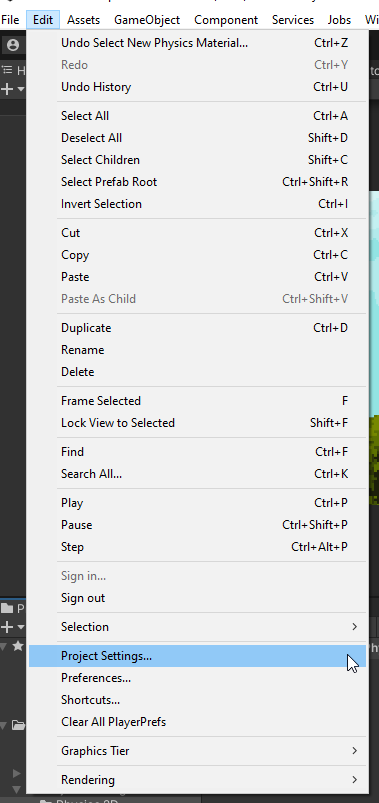 File Edit Assets GameObject Component Services Jobs
Undo Select New Physics Material... Ctrl+Z
Redo Ctrl+Y
Undo History Ctrl+U
Select All Ctrl+A
Deselect All Shift+D
Select Children Shift+C
Select Prefab Root Ctrl+Shift+R
Invert Selection Ctrl+I
Cut Ctrl+X
Copy Ctrl+C
Paste Ctrl+V
Paste As Child Ctrl+Shift+V
Duplicate Ctrl+D
Rename
Delete
Frame Selected F
Lock View to Selected Shift+F
Find Ctrl+F
Search All... Ctrl+K
Play Ctrl+P
Pause Ctrl+Shift+P
Step Ctrl+Alt+P
Sign in...
Sign out
Selection
Project Settings...
Preferences...
Shortcuts...
Clear All PlayerPrefs
Graphics Tier
Rendering